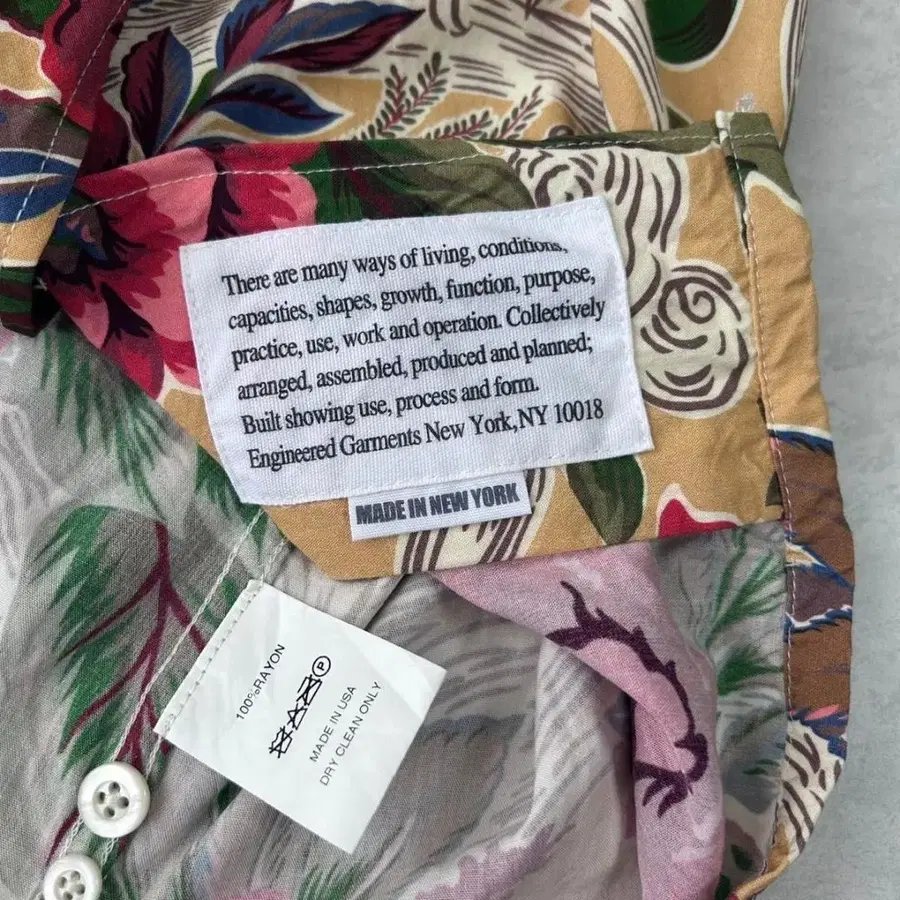 There are many ways of living, conditions,
capacities, shapes, growth, function, purpose,
practice, use, work and operation. Collectively
arranged, assembled, produced and planned;
Built showing use, process and form.
Engineered Garments New York, NY 10018
MADE IN NEW YORK
100%RAYON
P
MADE IN USA
DRY CLEAN ONLY